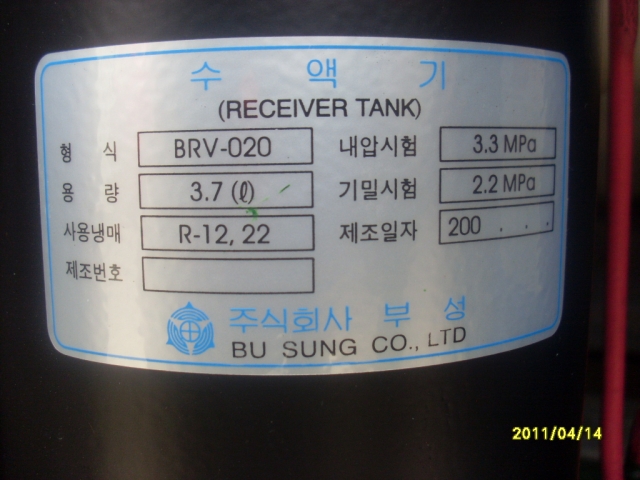 수 액 기
(RECEIVER TANK)
형 식 BRV-020 내압시험 3.3 MPa
용 량 3.7 (ℓ) 기밀시험 2.2 MPa
사용냉매 R-12, 22 제조일자 200 . . .
제조번호
주식회사 부성
BU SUNG CO., LTD
2011/04/14